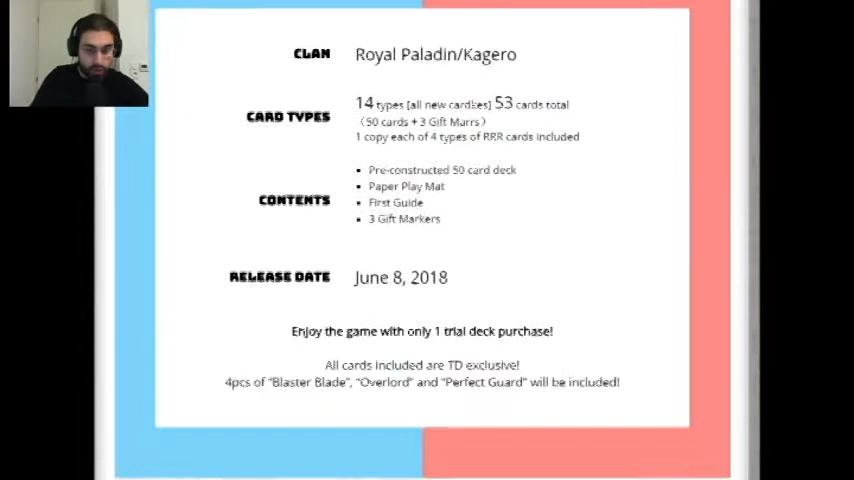 CLAN Royal Paladin/Kagero
CARD TYPES 14 types [all new cardkes] 53 cards total
(50 cards + 3 Gift Marrs)
1 copy each of 4 types of RRR cards included
CONTENTS
▪ Pre-constructed 50 card deck
▪ Paper Play Mat
▪ First Guide
▪ 3 Gift Markers
RELEASE DATE June 8, 2018
Enjoy the game with only 1 trial deck purchase!
All cards included are TD exclusive!
4pcs of "Blaster Blade", "Overlord" and "Perfect Guard" will be included!